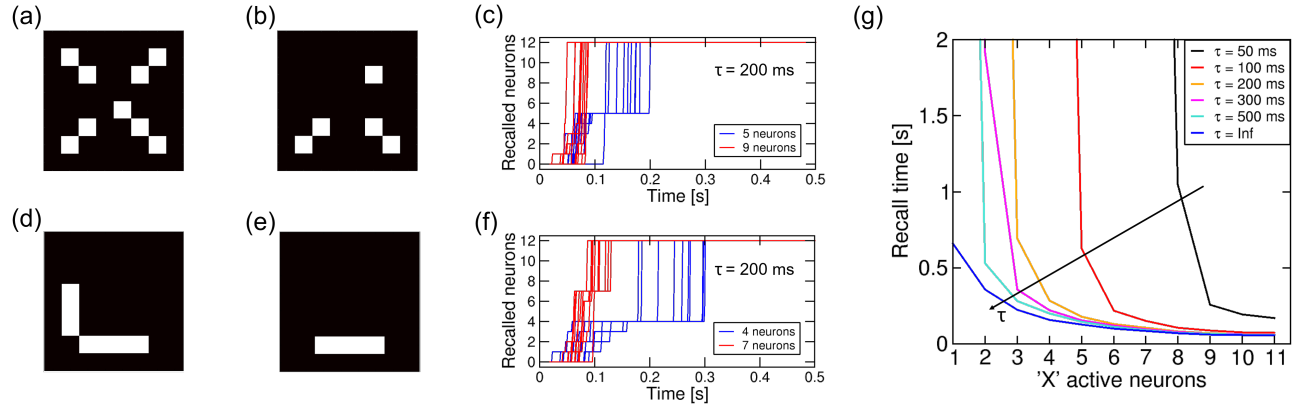 (a)
(b)
(c)
Recalled neurons
12
10
8
6
4
2
0
τ = 200 ms
5 neurons
9 neurons
0 0.1 0.2 0.3 0.4 0.5
Time [s]
(d)
(e)
(f)
Recalled neurons
12
10
8
6
4
2
0
τ = 200 ms
4 neurons
7 neurons
0 0.1 0.2 0.3 0.4 0.5
Time [s]
(g)
Recall time [s]
2
1.5
1
0.5
0
τ = 50 ms
τ = 100 ms
τ = 200 ms
τ = 300 ms
τ = 500 ms
τ = Inf
τ
1 2 3 4 5 6 7 8 9 10 11
'X' active neurons